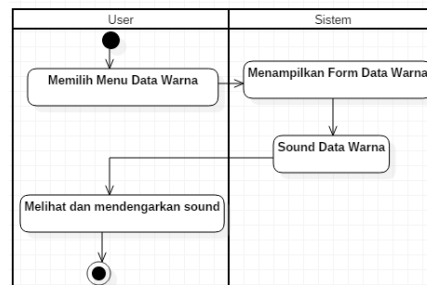 User
Sistem
Memilih Menu Data Warna
Menampilkan Form Data Warna
Sound Data Warna
Melihat dan mendengarkan sound